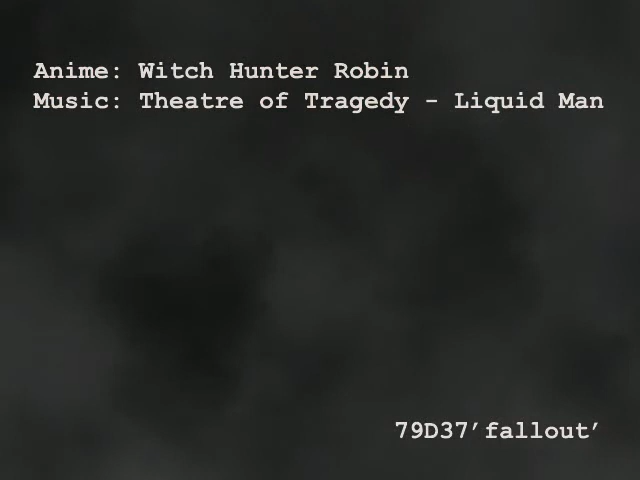 Anime: Witch Hunter Robin
Music: Theatre of Tragedy - Liquid Man
79D37'fallout'